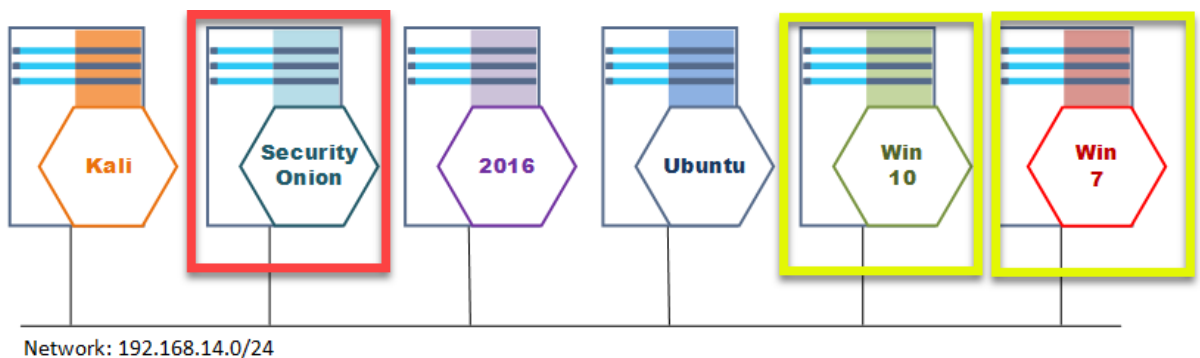 Kali
Security
Onion
2016
Ubuntu
Win
10
Win
7
Network: 192.168.14.0/24